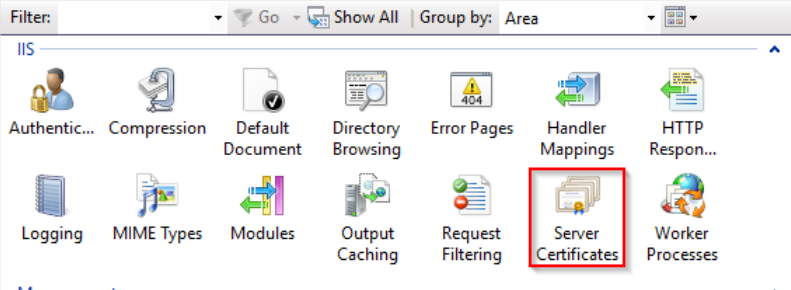 Filter: Go Show All Group by: Area
IIS
Authentic... Compression Default Document Directory Browsing Error Pages Handler Mappings HTTP Respon...
404
Logging MIME Types Modules Output Caching Request Filtering Server Certificates Worker Processes